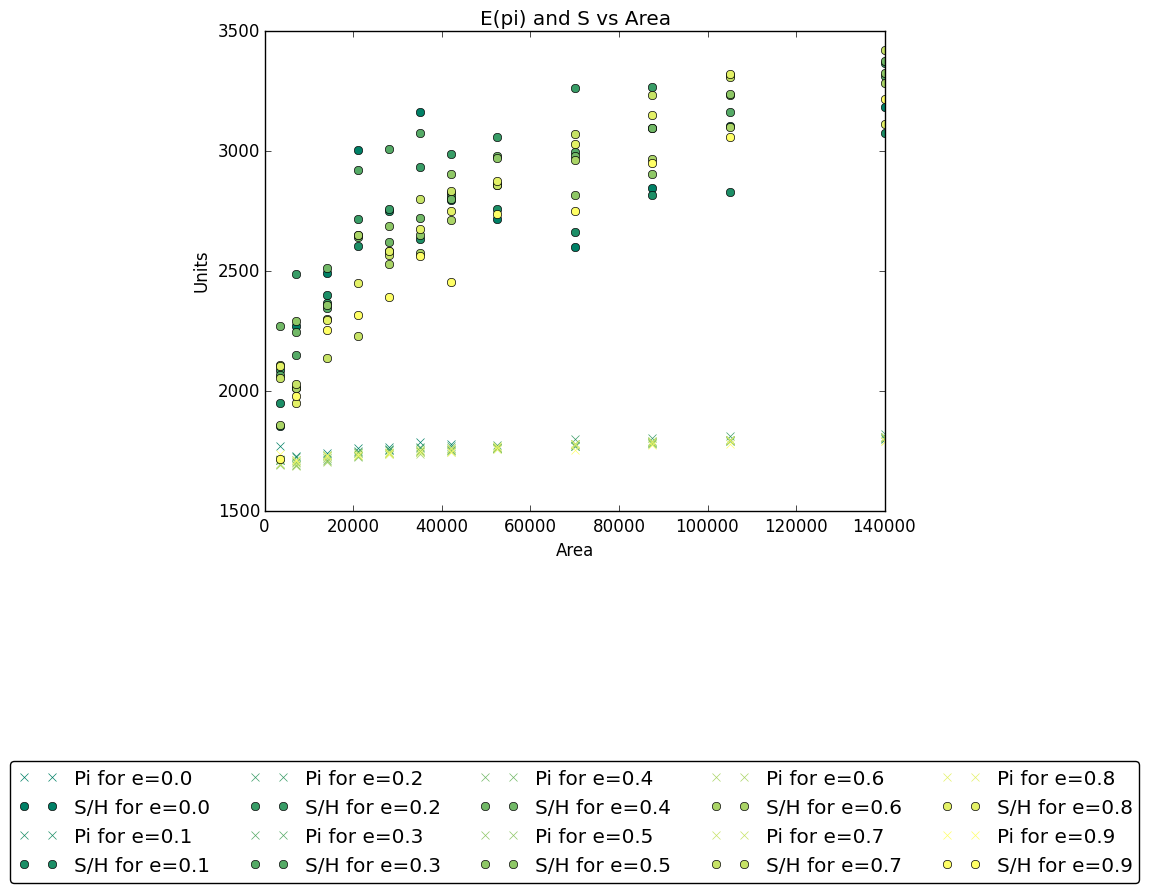 E(pi) and S vs Area
3500
3000
2500
2000
1500
Units
0 20000 40000 60000 80000 100000 120000 140000
Area
Pi for e=0.0 Pi for e=0.2 Pi for e=0.4 Pi for e=0.6 Pi for e=0.8
S/H for e=0.0 S/H for e=0.2 S/H for e=0.4 S/H for e=0.6 S/H for e=0.8
Pi for e=0.1 Pi for e=0.3 Pi for e=0.5 Pi for e=0.7 Pi for e=0.9
S/H for e=0.1 S/H for e=0.3 S/H for e=0.5 S/H for e=0.7 S/H for e=0.9